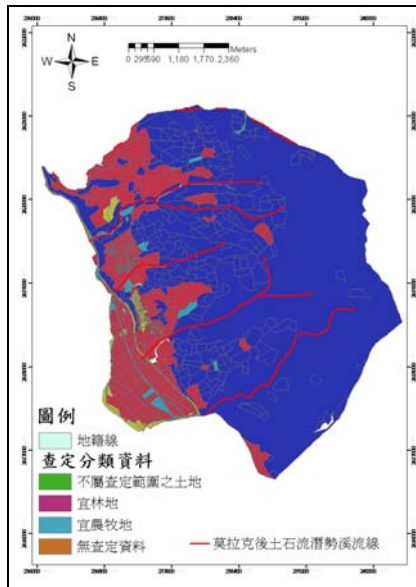 N
W E
S
Meters
0 295 590 1,180 1,770 2,360
圖例
地籍線
查定分類資料
不屬查定範圍之土地
宜林地
宜農牧地
無查定資料
莫拉克後土石流潛勢溪流線